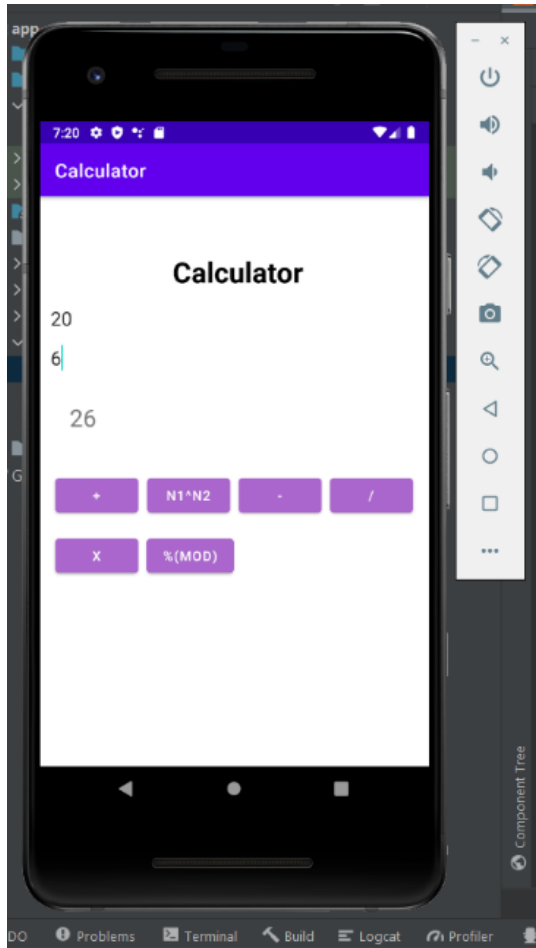 app
7:20
Calculator
Calculator
20
6
26
+ N1^N2 - /
X %(MOD)
G
Component Tree
DO Problems Terminal Build Logcat Profiler